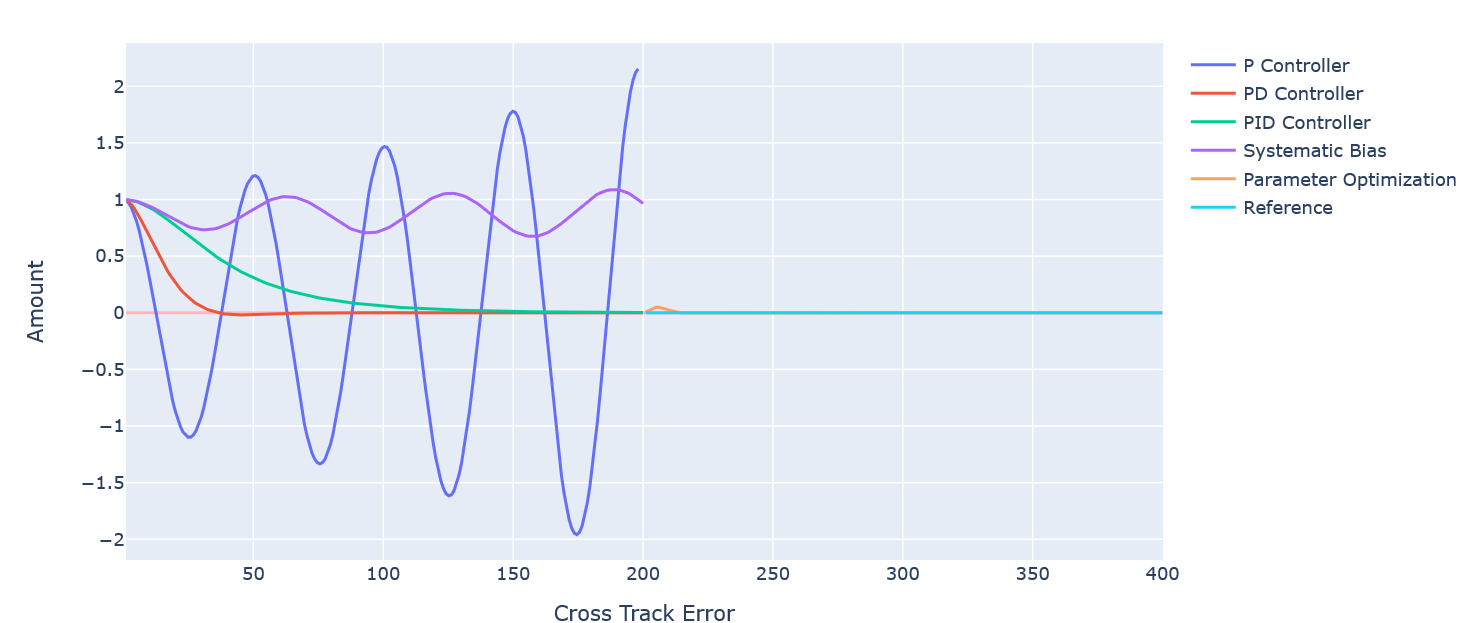 2
1.5
1
0.5
0
−0.5
−1
−1.5
−2
Amount
50 100 150 200 250 300 350 400
Cross Track Error
P Controller
PD Controller
PID Controller
Systematic Bias
Parameter Optimization
Reference